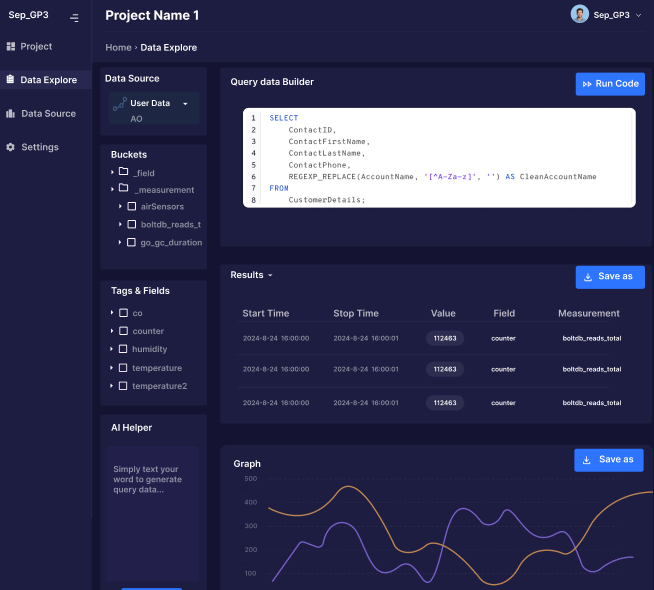 Sep_GP3
Project
Data Explore
Data Source
Settings
Project Name 1
Sep_GP3
Home › Data Explore
Data Source
User Data
AO
Buckets
_field
_measurement
airSensors
boltdb_reads_t
go_gc_duration
Tags & Fields
co
counter
humidity
temperature
temperature2
AI Helper
Simply text your
word to generate
query data...
Query data Builder
Run Code
1 SELECT
2 ContactID,
3 ContactFirstName,
4 ContactLastName,
5 ContactPhone,
6 REGEXP_REPLACE(AccountName, '[^A-Za-z]', '') AS CleanAccountName
7 FROM
8 CustomerDetails;
Results
Save as
Start Time Stop Time Value Field Measurement
2024-8-24 16:00:00 2024-8-24 16:00:01 112463 counter boltdb_reads_total
2024-8-24 16:00:00 2024-8-24 16:00:01 112463 counter boltdb_reads_total
2024-8-24 16:00:00 2024-8-24 16:00:01 112463 counter boltdb_reads_total
Graph
Save as
500
400
300
200
100